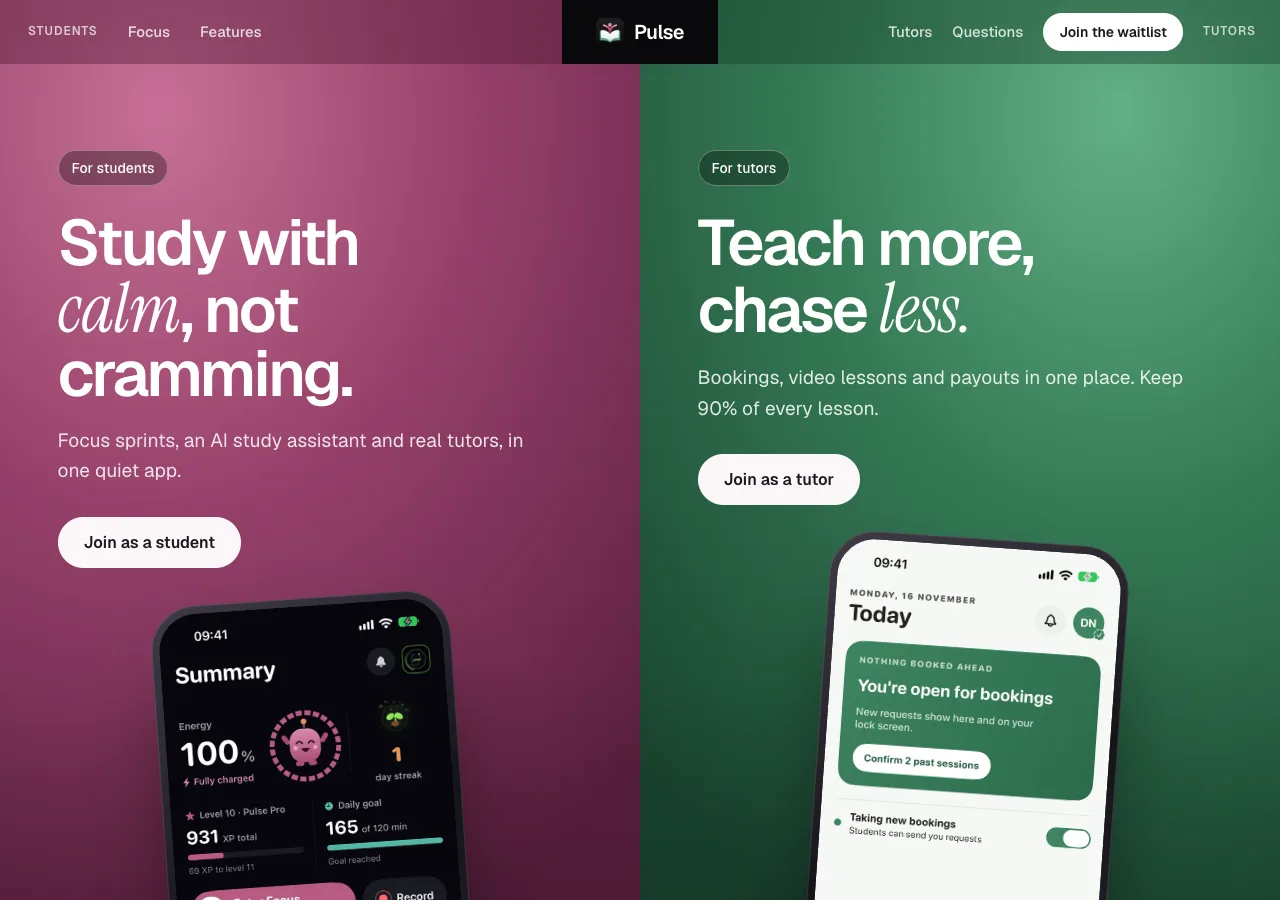 STUDENTS Focus Features
Pulse
Tutors Questions Join the waitlist TUTORS
For students
Study with
calm, not
cramming.
Focus sprints, an AI study assistant and real tutors, in
one quiet app.
Join as a student
09:41
Summary
Energy
100%
Fully charged
1
day streak
Level 10 · Pulse Pro
931 XP total
69 XP to level 11
Daily goal
165 of 120 min
Goal reached
Record
For tutors
Teach more,
chase less.
Bookings, video lessons and payouts in one place. Keep
90% of every lesson.
Join as a tutor
09:41
MONDAY, 16 NOVEMBER
Today
DN
NOTHING BOOKED AHEAD
You're open for bookings
New requests show here and on your
lock screen.
Confirm 2 past sessions
Taking new bookings
Students can send you requests